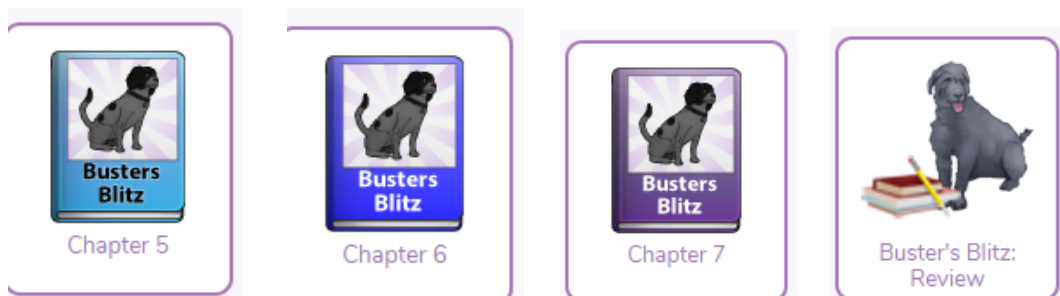 Busters
Blitz
Chapter 5
Busters
Blitz
Chapter 6
Busters
Blitz
Chapter 7
Buster's Blitz:
Review